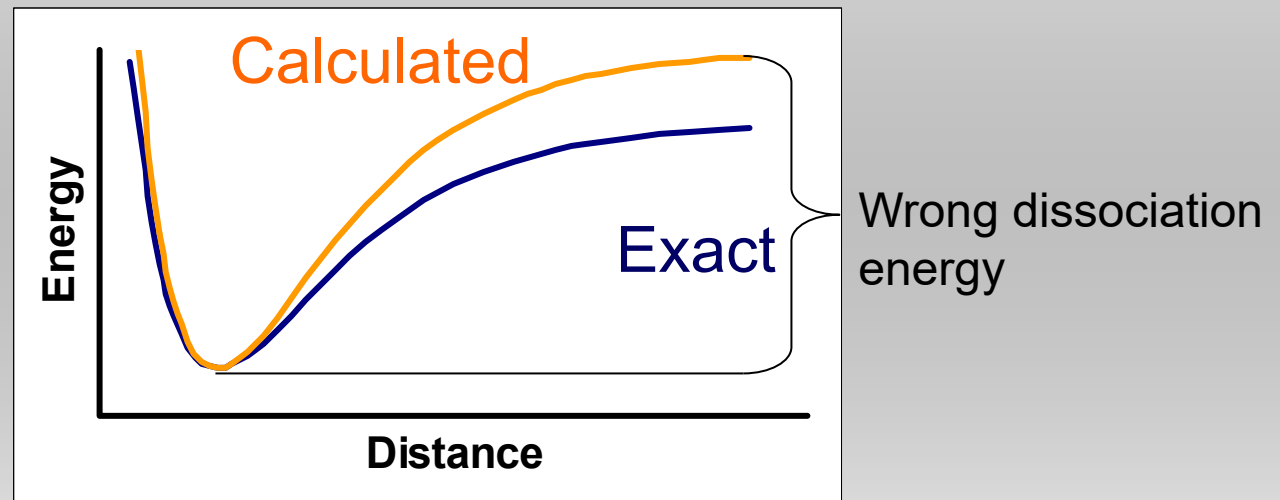 Calculated
Energy
Exact
Distance
Wrong dissociation
energy